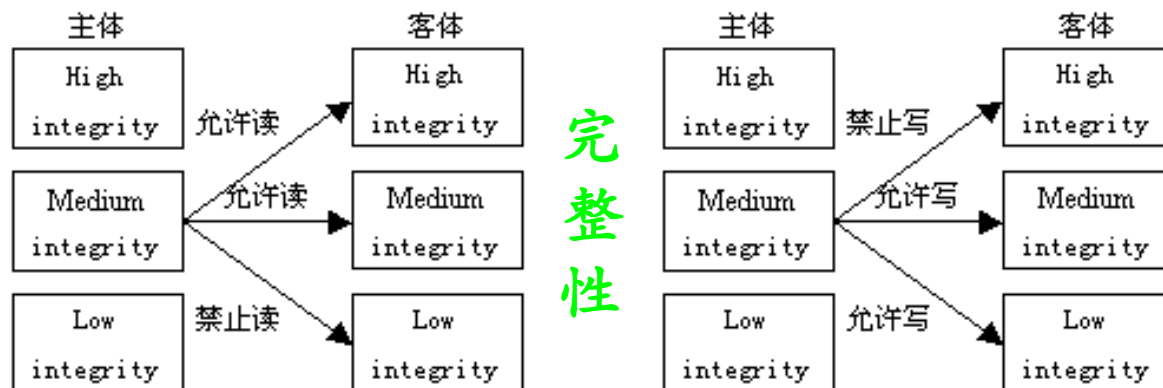 主体
High
integrity
Medium
integrity
Low
integrity
允许读
允许读
禁止读
客体
High
integrity
Medium
integrity
Low
integrity
完
整
性
主体
High
integrity
Medium
integrity
Low
integrity
禁止写
允许写
允许写
客体
High
integrity
Medium
integrity
Low
integrity